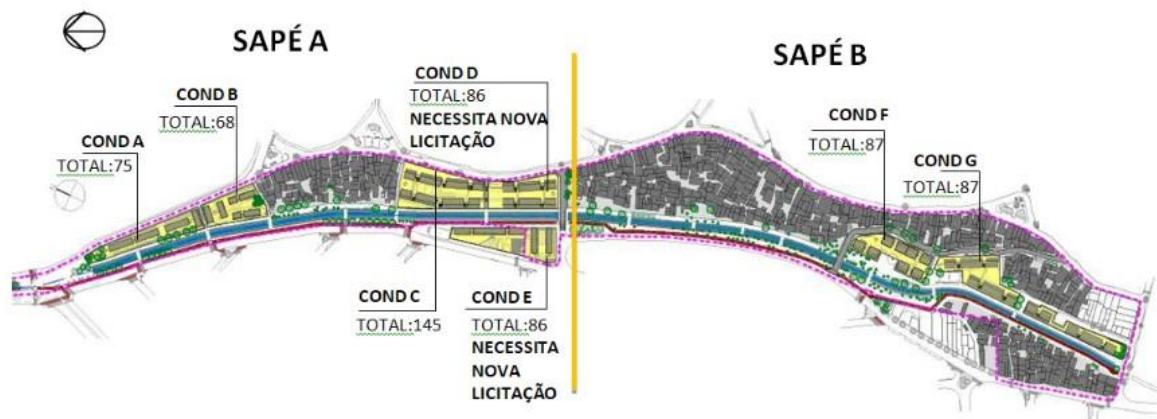 SAPÉ A
SAPÉ B
COND D
TOTAL:86
NECESSITA NOVA
LICITAÇÃO
COND B
TOTAL:68
COND A
TOTAL:75
COND F
TOTAL:87
COND G
TOTAL:87
COND C
TOTAL:145
COND E
TOTAL:86
NECESSITA
NOVA
LICITAÇÃO